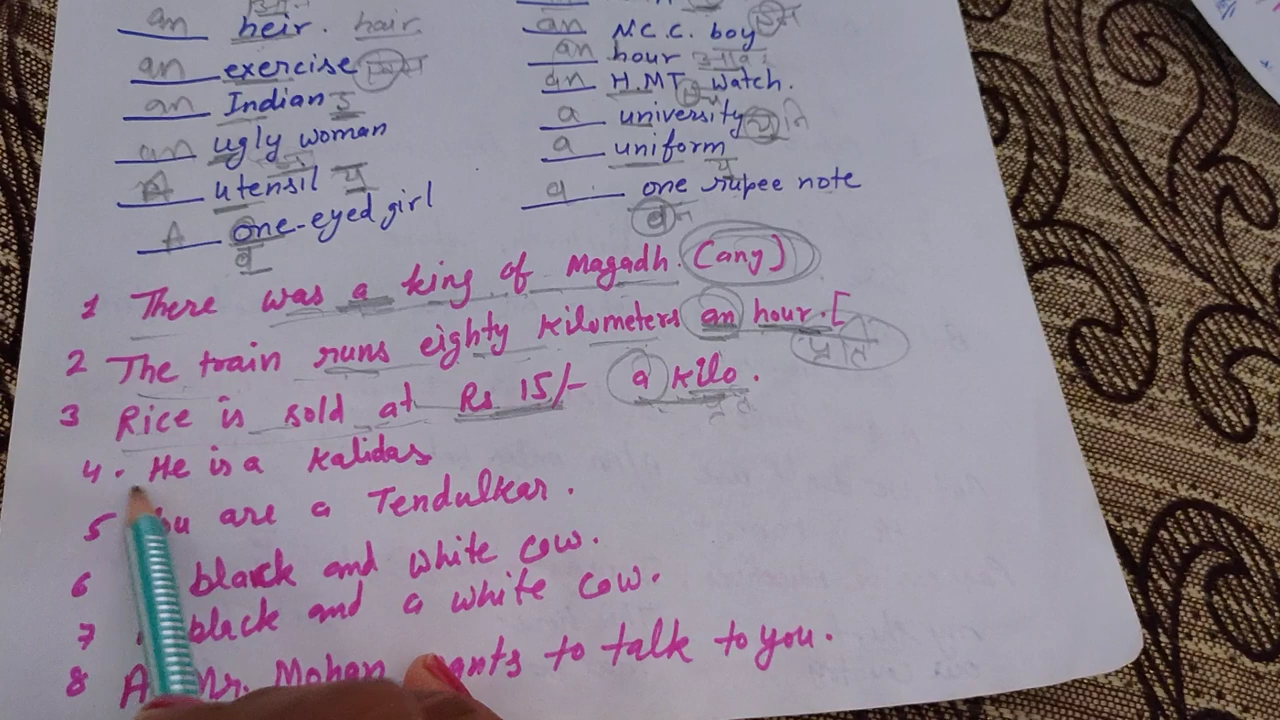 an heir. hair.
an exercise
an Indian इ
an ugly woman
A utensil य
A one-eyed girl
व
an N.C.C. boy
an hour
an H.M.T. watch.
a university
a uniform
य
a one rupee note
1 There was a king of Magadh. (any)
2 The train runs eighty kilometers an hour. [
प्रति
3 Rice is sold at Rs 15/- a kilo.
4. He is a Kalidas
5 are a Tendulkar.
6 black and white cow.
7 black and a white cow.
8 A Mr. Mohan wants to talk to you.